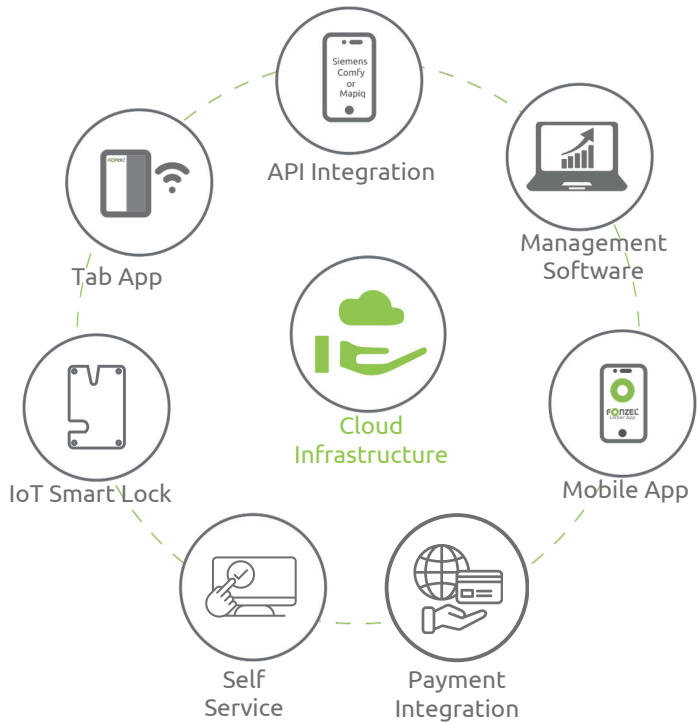 Siemens
Comfy
or
Mapiq
API Integration
FONZEL
Tab App
Management
Software
Cloud
Infrastructure
IoT Smart Lock
FONZEL
Locker App
Mobile App
Self
Service
Payment
Integration